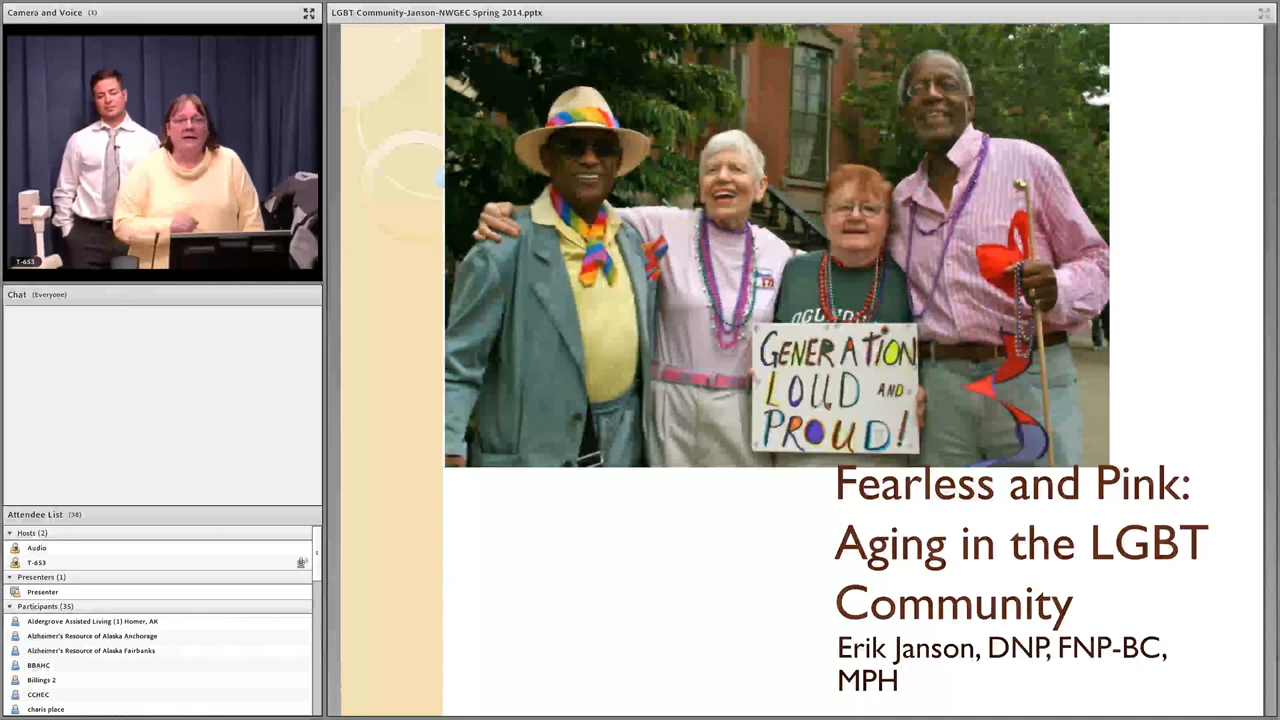 Camera and Voice (1)
T-653
Chat (Everyone)
Attendee List (38)
Hosts (2)
Audio
T-653
Presenters (1)
Presenter
Participants (35)
Aldergrove Assisted Living (1) Homer, AK
Alzheimer's Resource of Alaska Anchorage
Alzheimer's Resource of Alaska Fairbanks
BBAHC
Billings 2
CCHEC
charis place
LGBT Community-Janson-NWGEC Spring 2014.pptx
GENERATION
LOUD AND
PROUD!
Fearless and Pink:
Aging in the LGBT
Community
Erik Janson, DNP, FNP-BC,
MPH